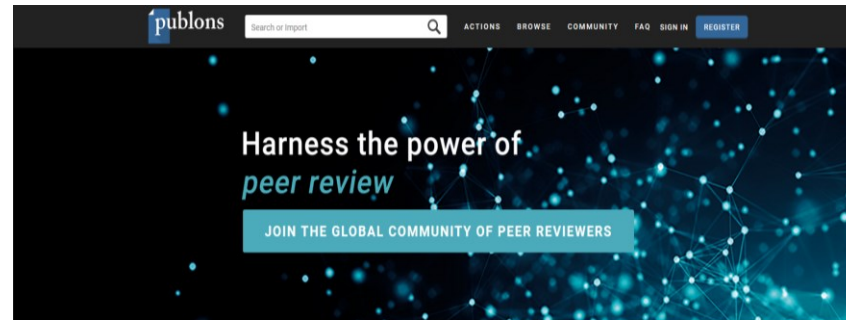 publons
Search or Import
ACTIONS BROWSE COMMUNITY FAQ SIGN IN REGISTER
Harness the power of
peer review
JOIN THE GLOBAL COMMUNITY OF PEER REVIEWERS